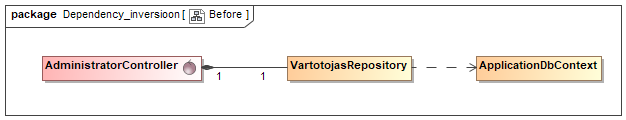 package Dependency_inversioon [ Before ]
AdministratorController
VartotojasRepository
ApplicationDbContext
1 1